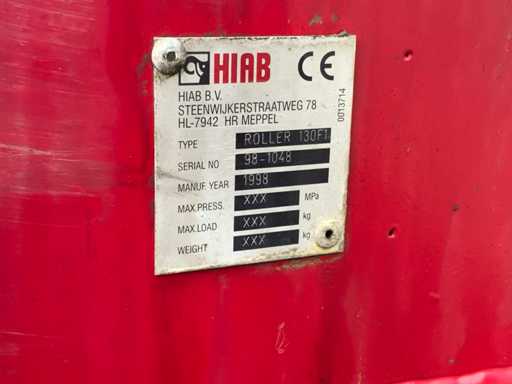 HIAB CE
HIAB B.V.
STEENWIJKERSTRAATWEG 78
HL-7942 HR MEPPEL
0013714
TYPE ROLLER 130F1
SERIAL NO 98-1048
MANUF. YEAR 1998
MAX.PRESS. XXX MPa
MAX.LOAD XXX kg
WEIGHT XXX kg